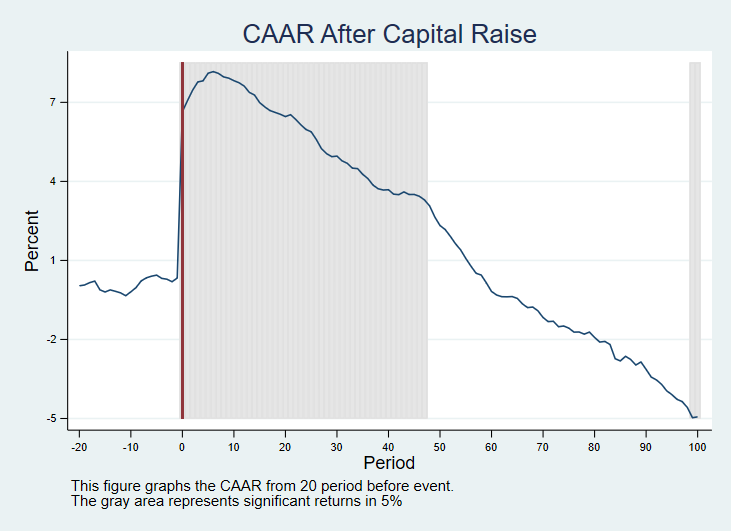 CAAR After Capital Raise
Percent
7
4
1
-2
-5
-20 -10 0 10 20 30 40 50 60 70 80 90 100
Period
This figure graphs the CAAR from 20 period before event.
The gray area represents significant returns in 5%